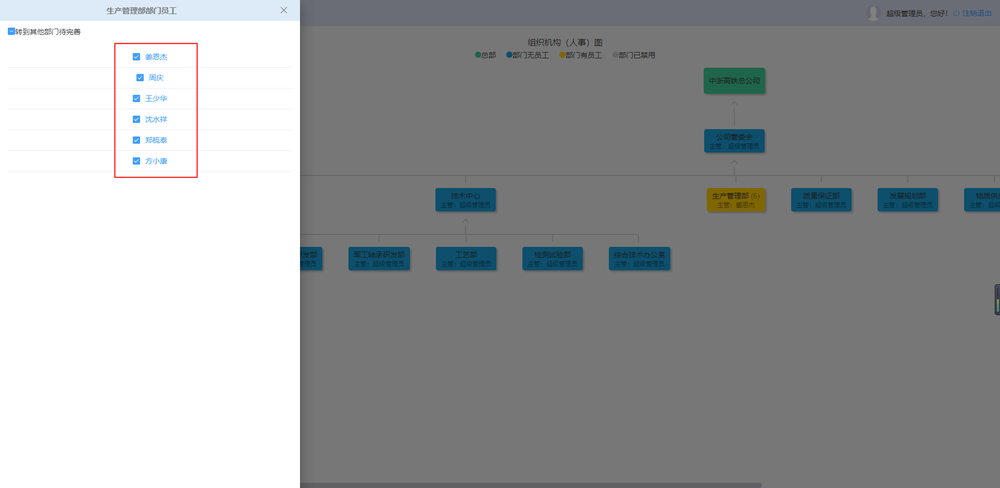 生产管理部部门员工
转到其他部门待完善
姜恩杰
周庆
王少华
沈水祥
郑梳泰
方小康
超级管理员，您好！ 注销退出
组织机构（人事）图
总部 部门无员工 部门有员工 部门已禁用
中浙高铁总公司
公司管委会
主管：超级管理员
技术中心
主管：超级管理员
生产管理部 (6)
主管：姜恩杰
质量保证部
主管：超级管理员
发展规划部
主管：超级管理员
物质供
主管：超级
发部
管理员
军工轴承研发部
主管：超级管理员
工艺部
主管：超级管理员
检测试验部
主管：超级管理员
综合技术办公室
主管：超级管理员